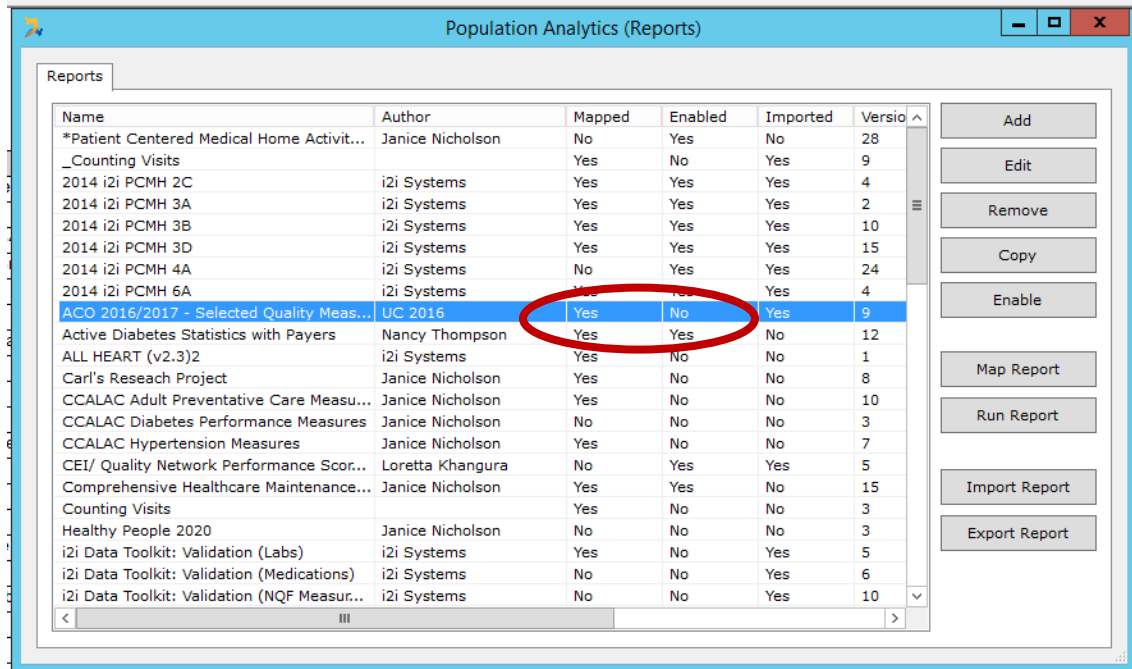 Population Analytics (Reports)
Reports
Name Author Mapped Enabled Imported Versio
*Patient Centered Medical Home Activit... Janice Nicholson No Yes No 28
_Counting Visits Yes No Yes 9
2014 i2i PCMH 2C i2i Systems Yes Yes Yes 4
2014 i2i PCMH 3A i2i Systems Yes Yes Yes 2
2014 i2i PCMH 3B i2i Systems Yes Yes Yes 10
2014 i2i PCMH 3D i2i Systems Yes Yes Yes 15
2014 i2i PCMH 4A i2i Systems No Yes Yes 24
2014 i2i PCMH 6A i2i Systems Yes Yes Yes 4
ACO 2016/2017 - Selected Quality Meas... UC 2016 Yes No Yes 9
Active Diabetes Statistics with Payers Nancy Thompson Yes Yes No 12
ALL HEART (v2.3)2 i2i Systems Yes No No 1
Carl's Reseach Project Janice Nicholson Yes No No 8
CCALAC Adult Preventative Care Measu... Janice Nicholson Yes No No 10
CCALAC Diabetes Performance Measures Janice Nicholson No No No 3
CCALAC Hypertension Measures Janice Nicholson Yes No No 7
CEI/ Quality Network Performance Scor... Loretta Khangura No Yes Yes 5
Comprehensive Healthcare Maintenance... Janice Nicholson Yes Yes No 15
Counting Visits Yes No No 3
Healthy People 2020 Janice Nicholson No No No 3
i2i Data Toolkit: Validation (Labs) i2i Systems Yes No Yes 5
i2i Data Toolkit: Validation (Medications) i2i Systems No No Yes 6
i2i Data Toolkit: Validation (NQF Measur... i2i Systems No No Yes 10
Add
Edit
Remove
Copy
Enable
Map Report
Run Report
Import Report
Export Report